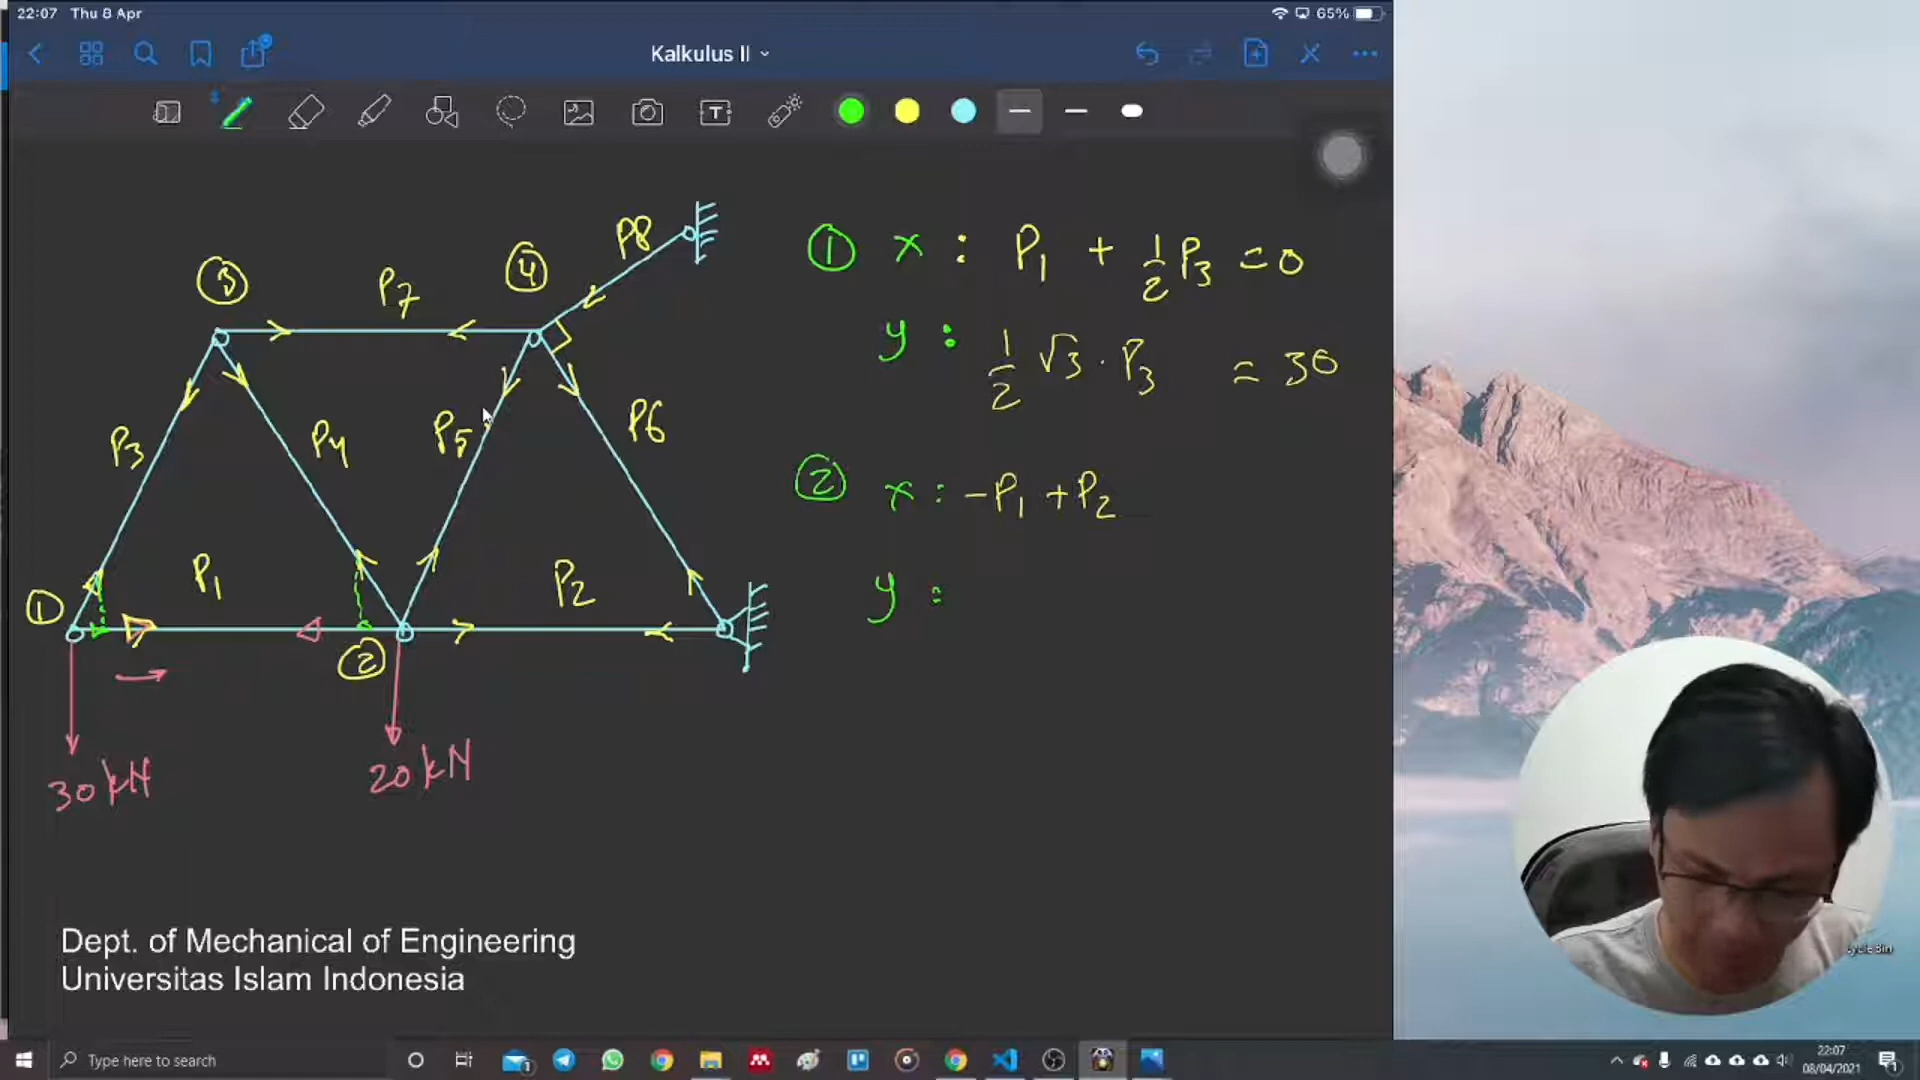 22:07 Thu 8 Apr
65%
Kalkulus II
T
P8
③
④
P7
P3
P4
P5
P6
①
P1
②
P2
30 kN
20 kN
① x : P1 + 1/2 P3 = 0
y : 1/2 √3 · P3 = 30
② x : -P1 + P2
y :
Dept. of Mechanical of Engineering
Universitas Islam Indonesia
Type here to search
22:07
08/04/2021